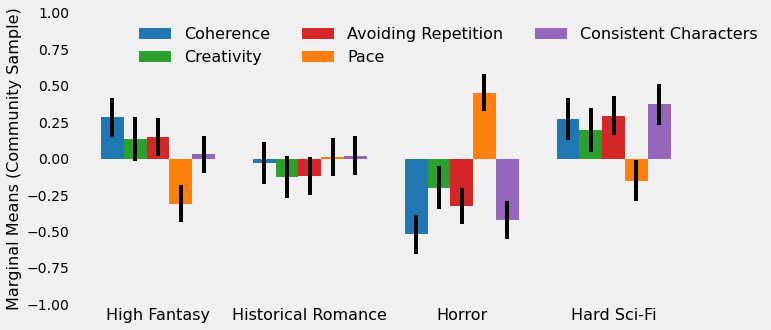 Marginal Means (Community Sample)
1.00
0.75
0.50
0.25
0.00
−0.25
−0.50
−0.75
−1.00
Coherence
Creativity
Avoiding Repetition
Pace
Consistent Characters
High Fantasy
Historical Romance
Horror
Hard Sci-Fi